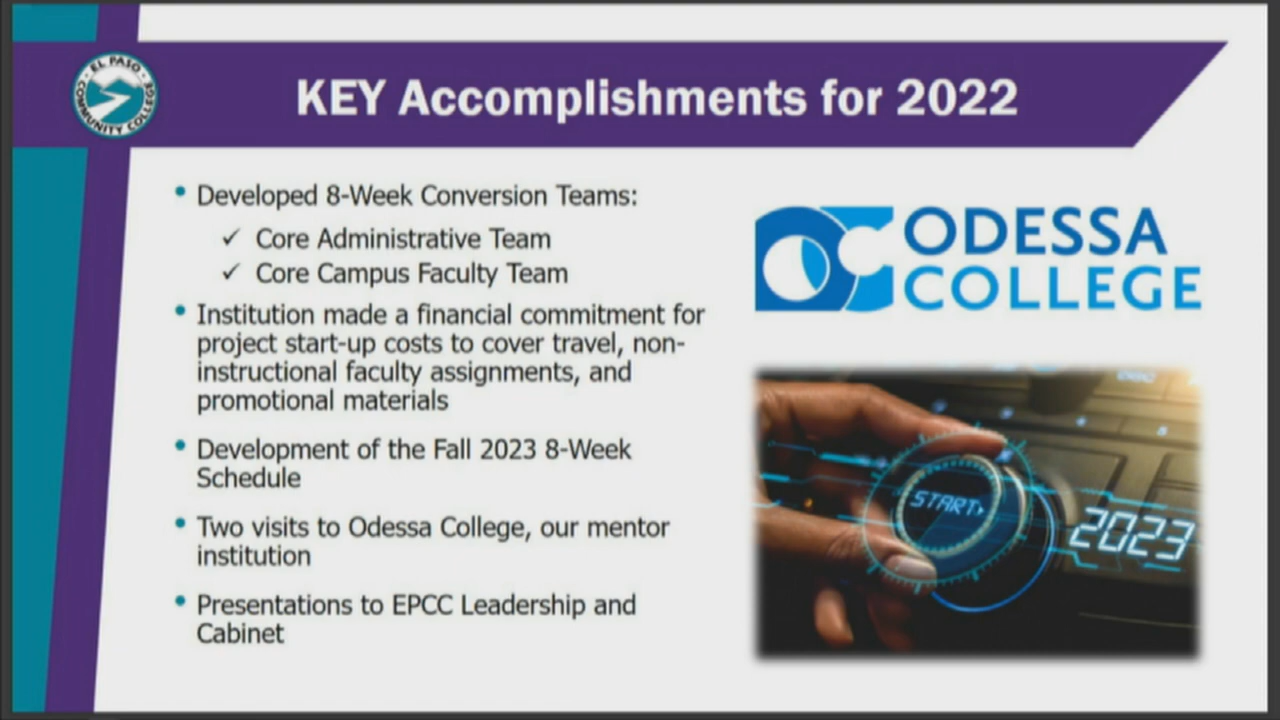 EL PASO
COMMUNITY COLLEGE
KEY Accomplishments for 2022
• Developed 8-Week Conversion Teams:
✓ Core Administrative Team
✓ Core Campus Faculty Team
• Institution made a financial commitment for
project start-up costs to cover travel, non-
instructional faculty assignments, and
promotional materials
• Development of the Fall 2023 8-Week
Schedule
• Two visits to Odessa College, our mentor
institution
• Presentations to EPCC Leadership and
Cabinet
OC ODESSA
COLLEGE
START
2023